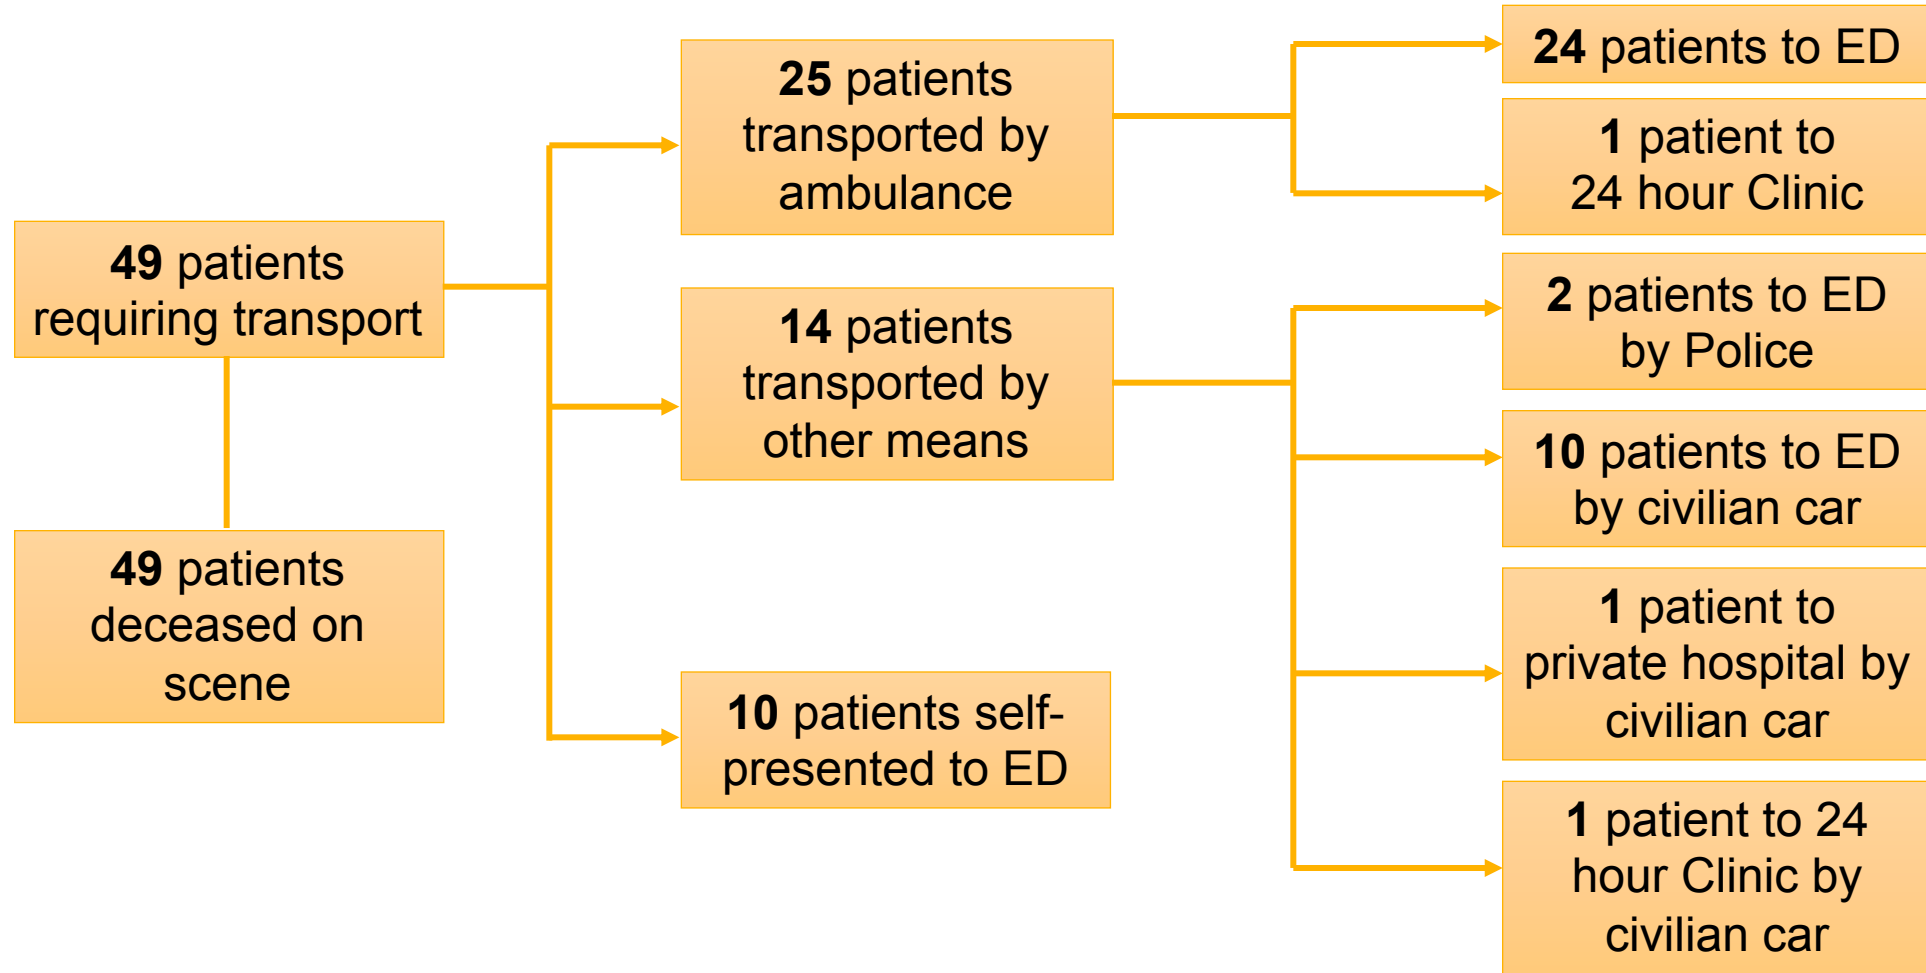 49 patients
requiring transport
49 patients
deceased on
scene
25 patients
transported by
ambulance
14 patients
transported by
other means
10 patients self-
presented to ED
24 patients to ED
1 patient to
24 hour Clinic
2 patients to ED
by Police
10 patients to ED
by civilian car
1 patient to
private hospital by
civilian car
1 patient to 24
hour Clinic by
civilian car